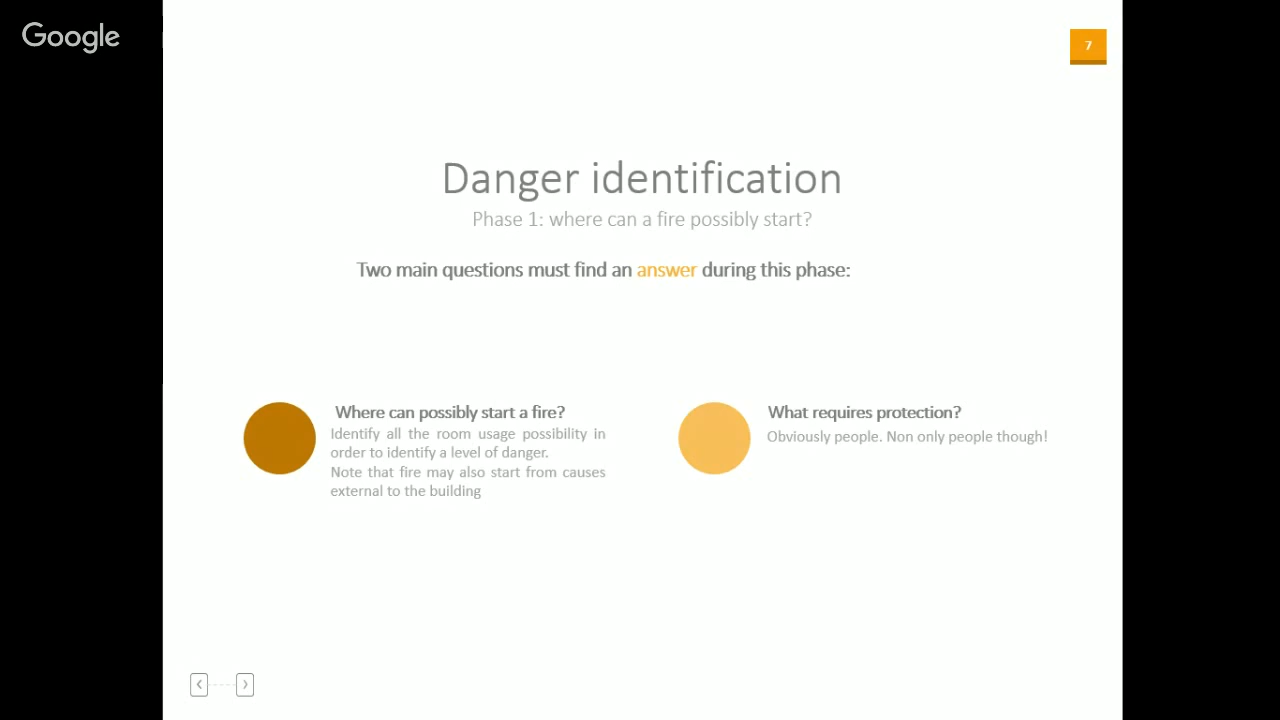 Google
7
Danger identification
Phase 1: where can a fire possibly start?
Two main questions must find an answer during this phase:
Where can possibly start a fire?
Identify all the room usage possibility in
order to identify a level of danger.
Note that fire may also start from causes
external to the building
What requires protection?
Obviously people. Non only people though!